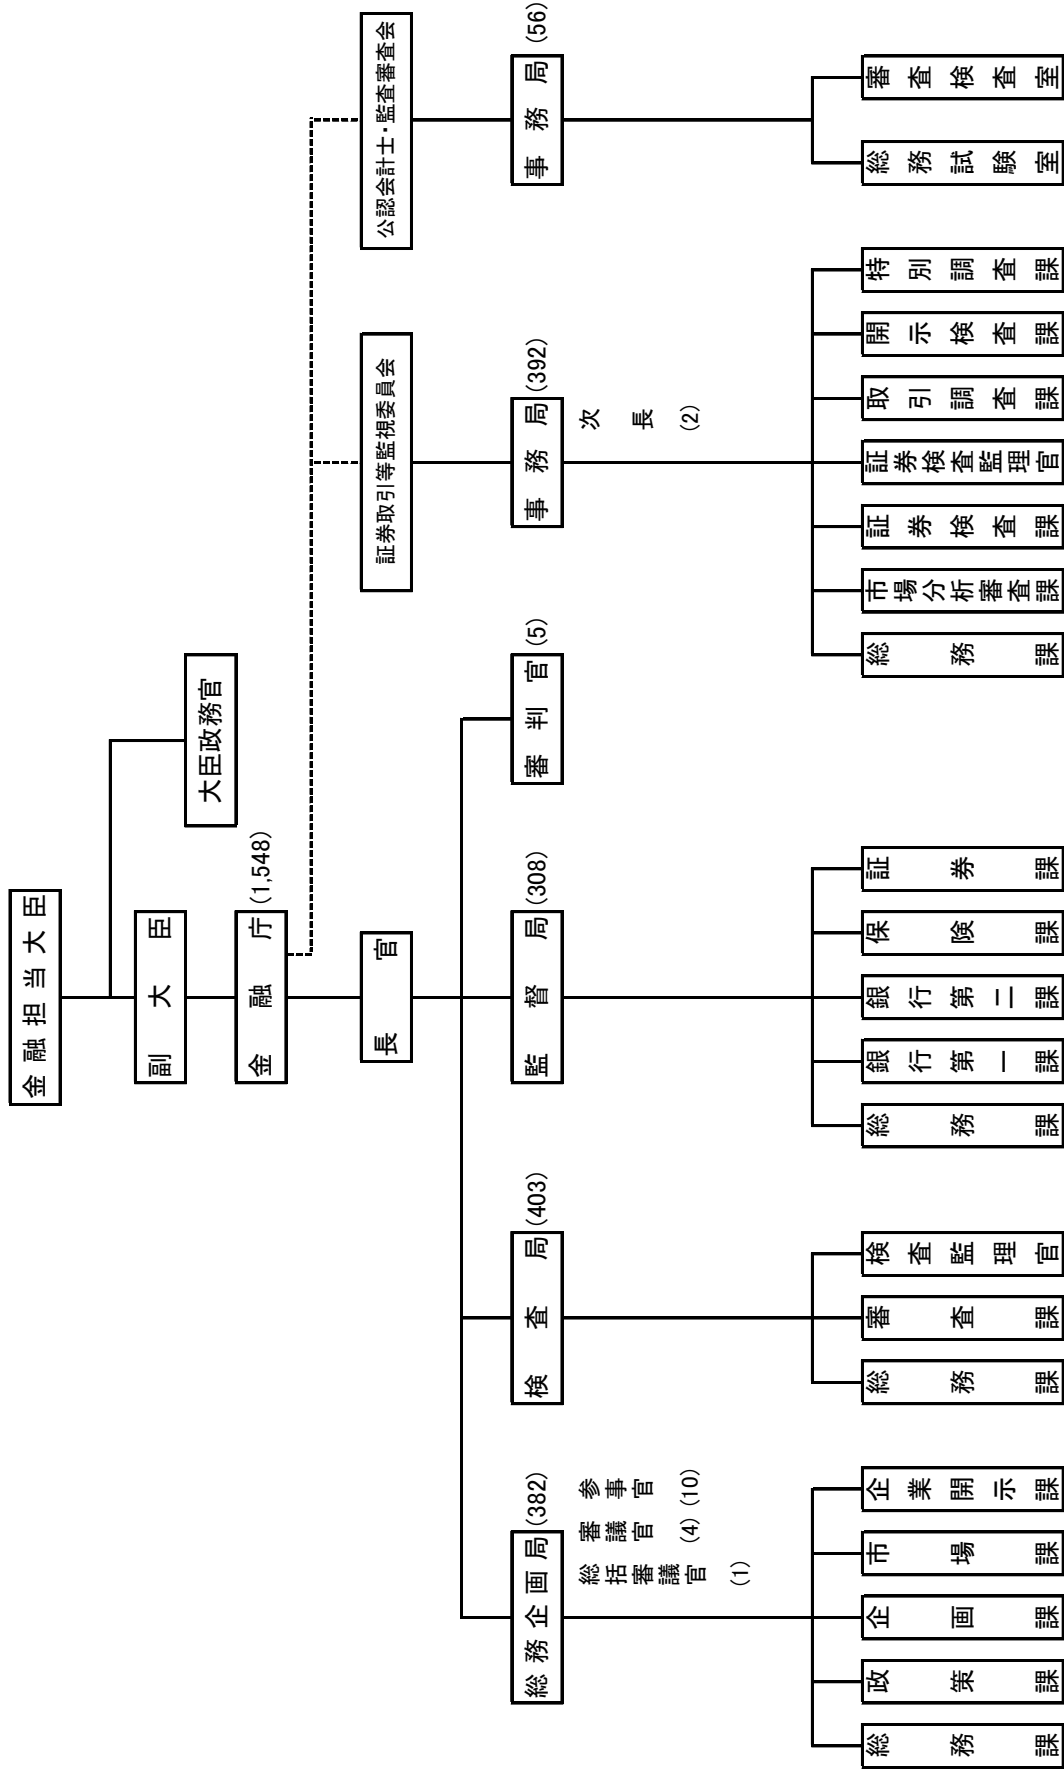 金融担当大臣
副大臣
大臣政務官
金融庁 (1,548)
長官
証券取引等監視委員会
公認会計士・監査審査会
総務企画局 (382)
総括審議官 (1)
審議官 (4)
参事官 (10)
検査局 (403)
監督局 (308)
審判官 (5)
事務局 (392)
次長 (2)
事務局 (56)
総務課
政策課
企画課
市場課
企業開示課
総務課
審査課
検査監理官
総務課
銀行第一課
銀行第二課
保険課
証券課
総務課
市場分析審査課
証券検査課
証券検査監理官
取引調査課
開示検査課
特別調査課
総務試験室
審査検査室